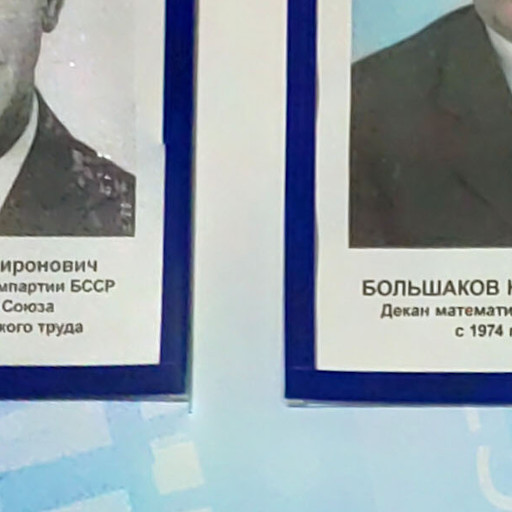 иронович
мпартии БССР
Союза
кого труда
БОЛЬШАКОВ
Декан математи
с 1974